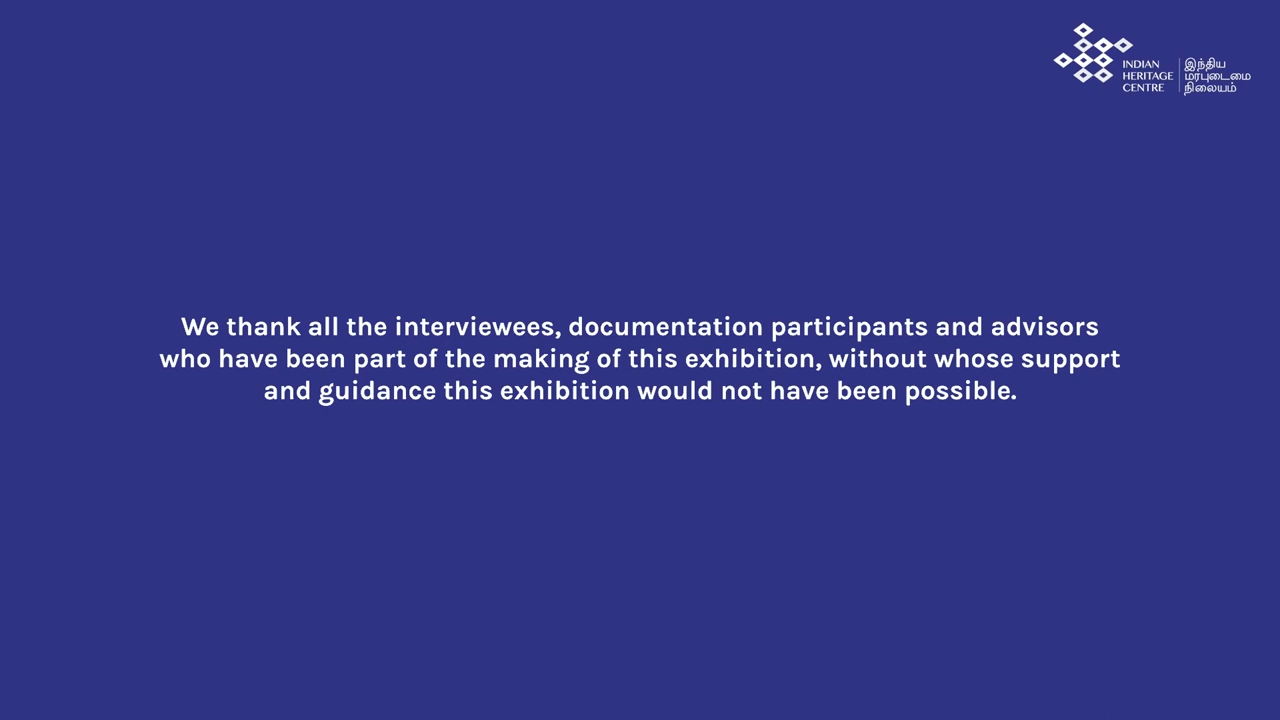 INDIAN
HERITAGE
CENTRE
இந்திய
மரபுடைமை
நிலையம்
We thank all the interviewees, documentation participants and advisors
who have been part of the making of this exhibition, without whose support
and guidance this exhibition would not have been possible.